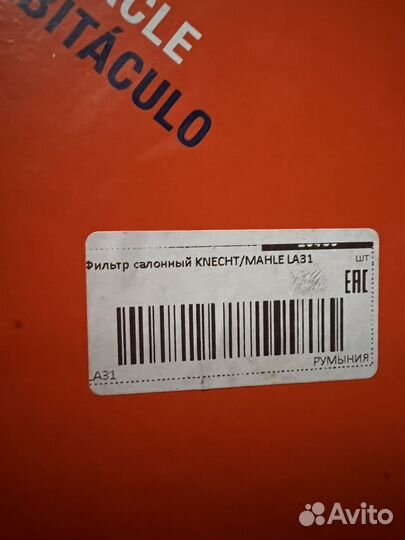 ACLE
BITÁCULO
Фильтр салонный KNECHT/MAHLE LA31
шт
EAC
LA31
РУМЫНИЯ
Avito